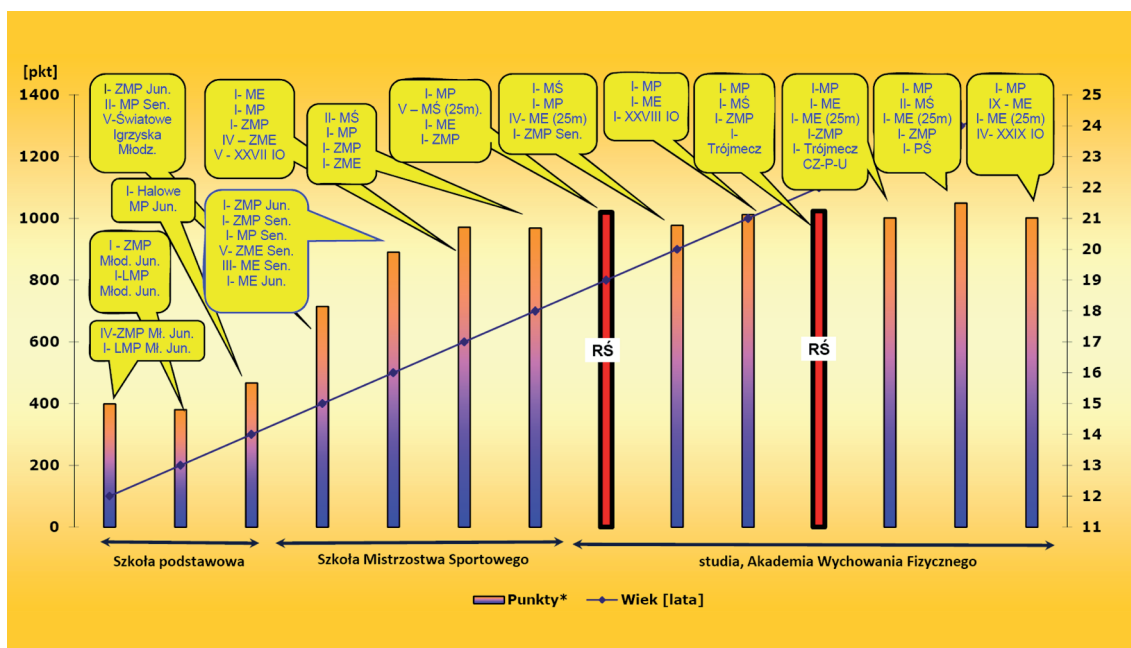 [pkt]
1400
1200
1000
800
600
400
200
0
I- ZMP Jun.
II- MP Sen.
V-Światowe
Igrzyska
Młodz.
I- Halowe
MP Jun.
I - ZMP
Młod. Jun.
I-LMP
Młod. Jun.
IV-ZMP Mł. Jun.
I- LMP Mł. Jun.
I- ME
I- MP
I- ZMP
IV – ZME
V - XXVII IO
I- ZMP Jun.
I- ZMP Sen.
I- MP Sen.
V- ZME Sen.
III- ME Sen.
I- ME Jun.
II- MŚ
I- MP
I- ZMP
I- ZME
I- MP
V – MŚ (25m).
I- ME
I- ZMP
I- MŚ
I- MP
IV- ME (25m)
I- ZMP Sen.
I- MP
I- ME
I- XXVIII IO
I- MP
I- MŚ
I- ZMP
I-
Trójmecz
I-MP
I- ME
I- ME (25m)
I-ZMP
I- Trójmecz
CZ-P-U
I- MP
II- MŚ
I- ME (25m)
I- ZMP
I- PŚ
I- MP
IX - ME
I- ME (25m)
IV- XXIX IO
RŚ
RŚ
25
24
23
22
21
20
19
18
17
16
15
14
13
12
11
Szkoła podstawowa
Szkoła Mistrzostwa Sportowego
studia, Akademia Wychowania Fizycznego
Punkty*
Wiek [lata]